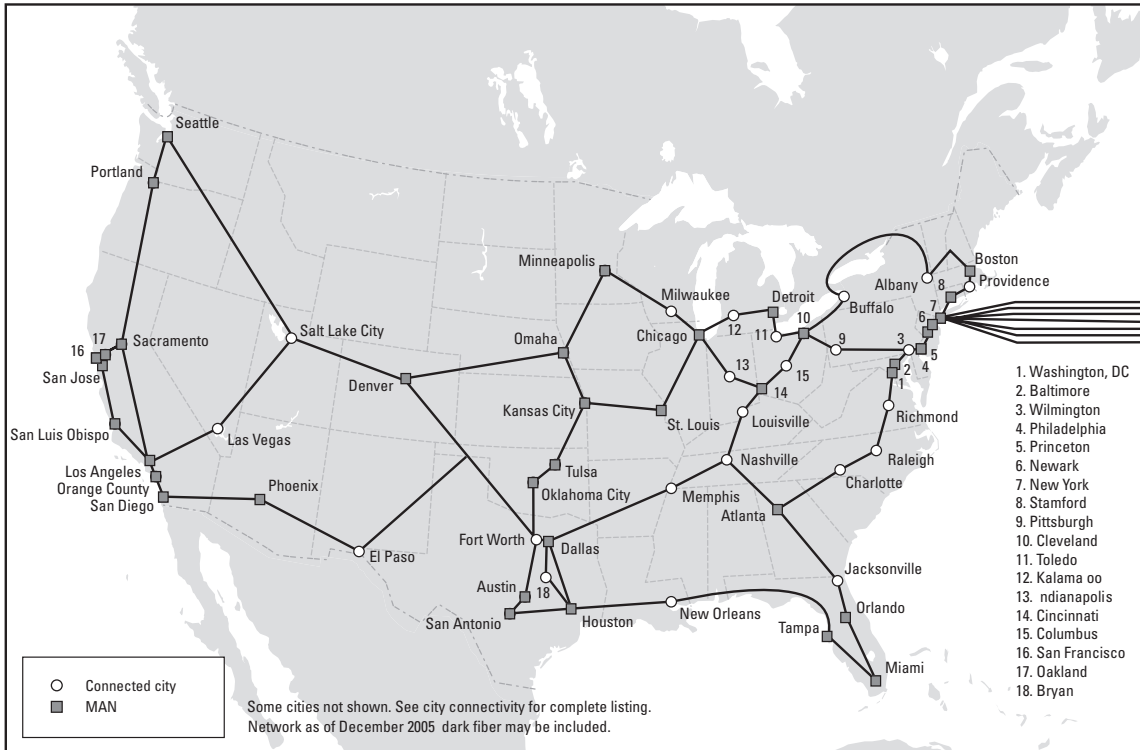 Seattle
Portland
Minneapolis
Milwaukee
Detroit
Buffalo
Albany
Boston
Providence
Salt Lake City
Sacramento
17
16
San Jose
Omaha
Denver
Chicago
12
11
10
9
3
8
7
6
5
4
2
1
13
15
14
Kansas City
St. Louis
Louisville
Richmond
San Luis Obispo
Las Vegas
Los Angeles
Orange County
San Diego
Phoenix
Tulsa
Oklahoma City
Nashville
Memphis
Raleigh
Charlotte
Atlanta
El Paso
Fort Worth
Dallas
Austin
18
San Antonio
Houston
New Orleans
Jacksonville
Orlando
Tampa
Miami
1. Washington, DC
2. Baltimore
3. Wilmington
4. Philadelphia
5. Princeton
6. Newark
7. New York
8. Stamford
9. Pittsburgh
10. Cleveland
11. Toledo
12. Kalama oo
13. ndianapolis
14. Cincinnati
15. Columbus
16. San Francisco
17. Oakland
18. Bryan
Connected city
MAN
Some cities not shown. See city connectivity for complete listing.
Network as of December 2005 dark fiber may be included.